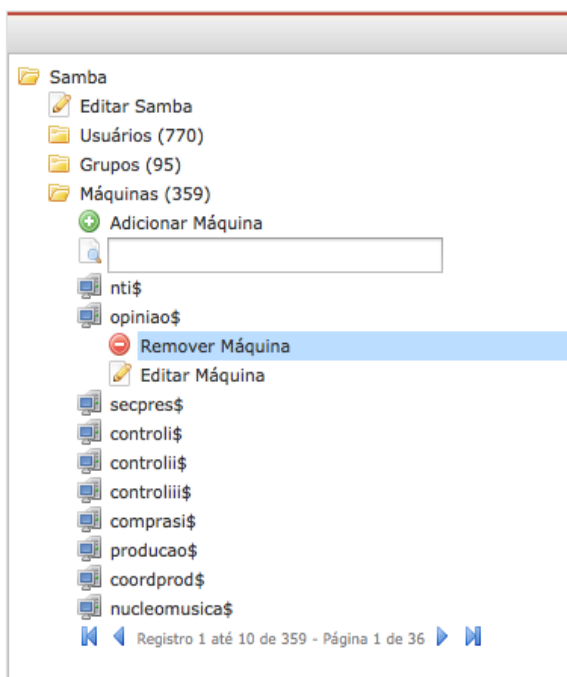 Samba
Editar Samba
Usuários (770)
Grupos (95)
Máquinas (359)
Adicionar Máquina
nti$
opiniao$
Remover Máquina
Editar Máquina
secpres$
controli$
controlii$
controliii$
comprasi$
producao$
coordprod$
nucleomusica$
Registro 1 até 10 de 359 - Página 1 de 36